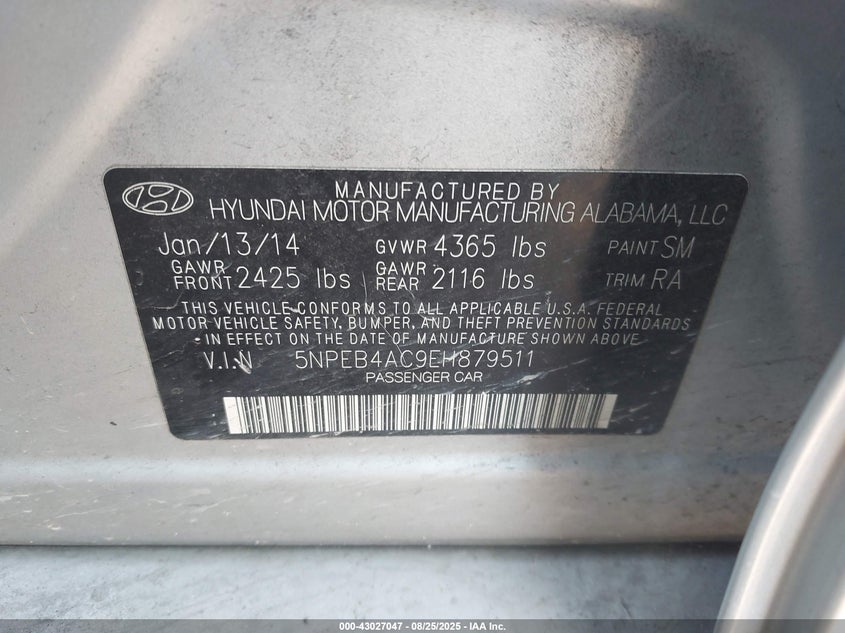 MANUFACTURED BY
HYUNDAI MOTOR MANUFACTURING ALABAMA, LLC
Jan/13/14 GVWR 4365 lbs PAINT SM
GAWR FRONT 2425 lbs GAWR REAR 2116 lbs TRIM RA
THIS VEHICLE CONFORMS TO ALL APPLICABLE U.S.A. FEDERAL
MOTOR VEHICLE SAFETY, BUMPER, AND THEFT PREVENTION STANDARDS
IN EFFECT ON THE DATE OF MANUFACTURE SHOWN ABOVE
V.I.N 5NPEB4AC9EH879511
PASSENGER CAR
000-43027047 - 08/25/2025 - IAA Inc.